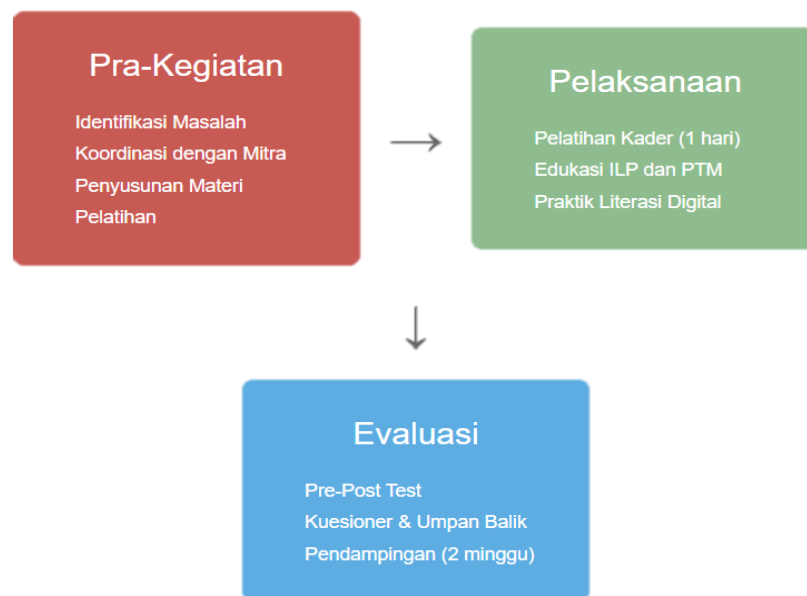 Pra-Kegiatan
Identifikasi Masalah
Koordinasi dengan Mitra
Penyusunan Materi
Pelatihan
Pelaksanaan
Pelatihan Kader (1 hari)
Edukasi ILP dan PTM
Praktik Literasi Digital
Evaluasi
Pre-Post Test
Kuesioner & Umpan Balik
Pendampingan (2 minggu)